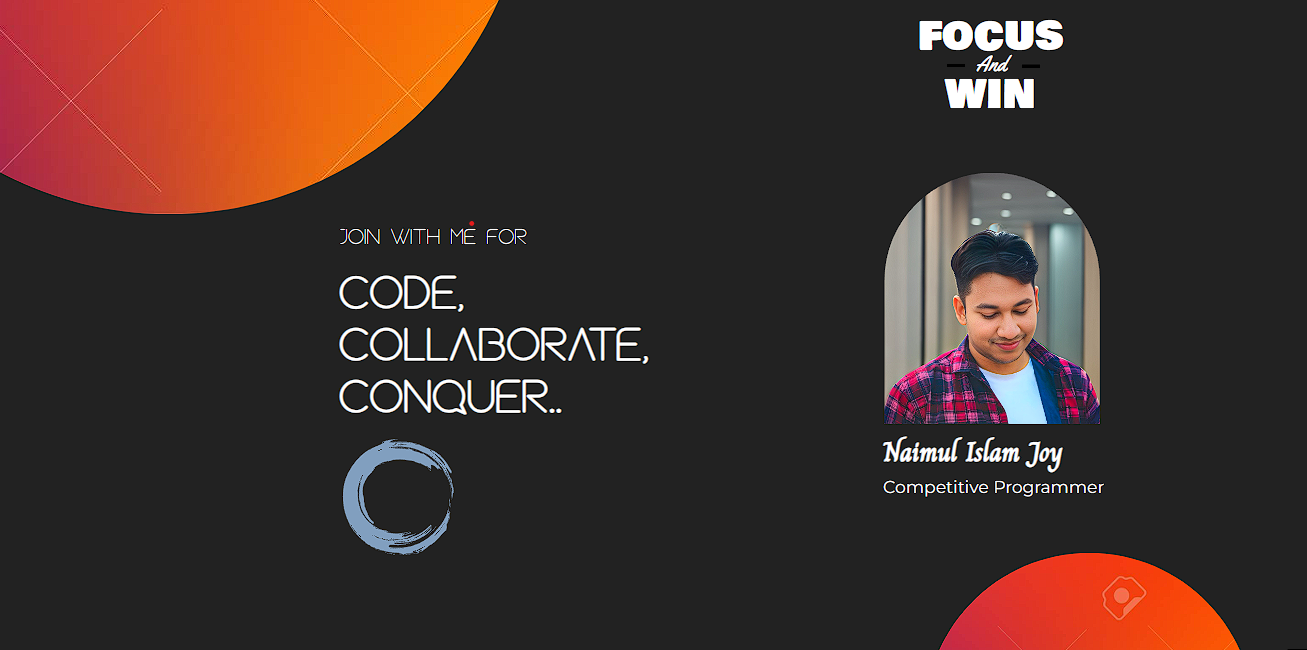 JOIN WITH ME FOR
CODE,
COLLABORATE,
CONQUER..
FOCUS
And
WIN
Naimul Islam Joy
Competitive Programmer